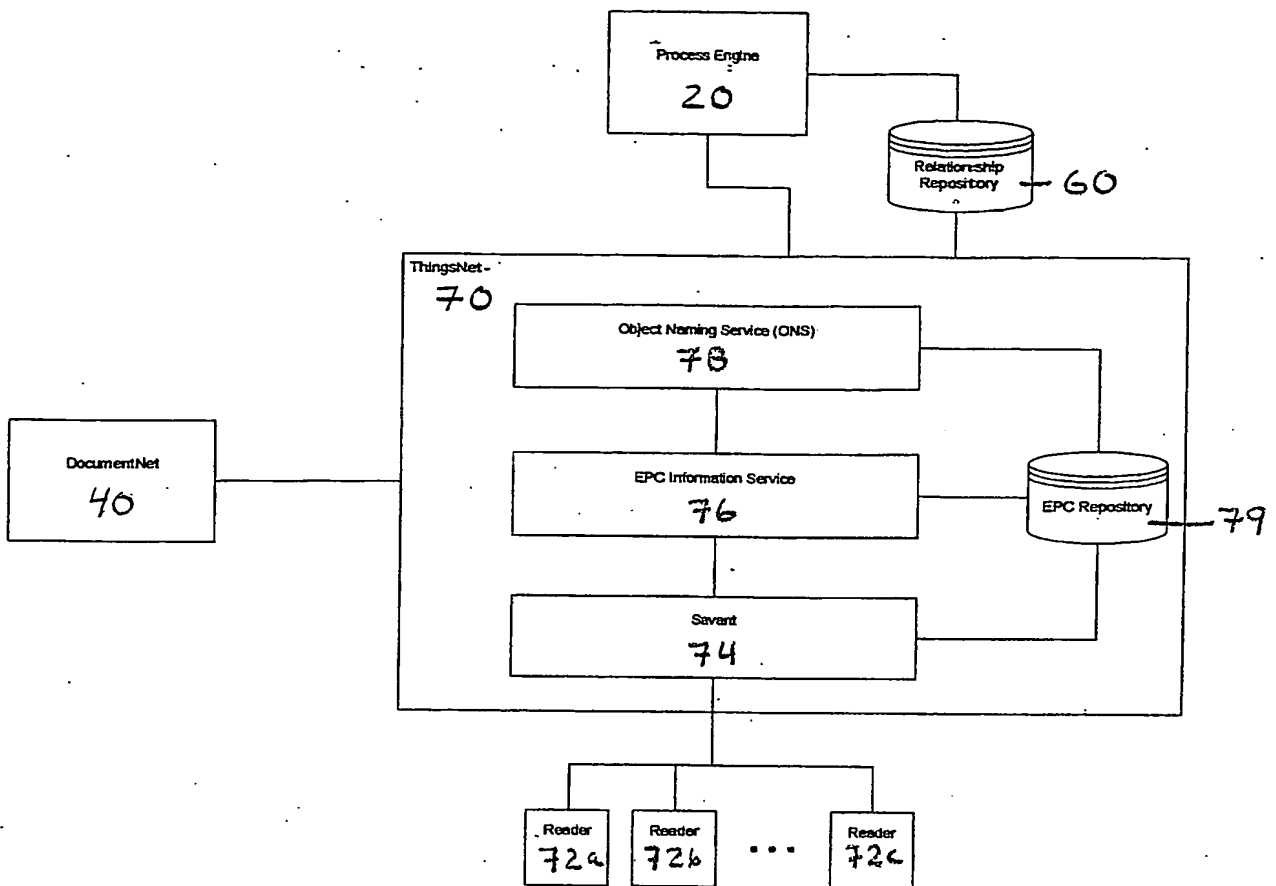 Process Engine
20
Relationship
Repository
60
ThingsNet-
70
Object Naming Service (ONS)
78
DocumentNet
40
EPC Information Service
76
EPC Repository
79
Savant
74
Reader
72a
Reader
72b
...
Reader
72c